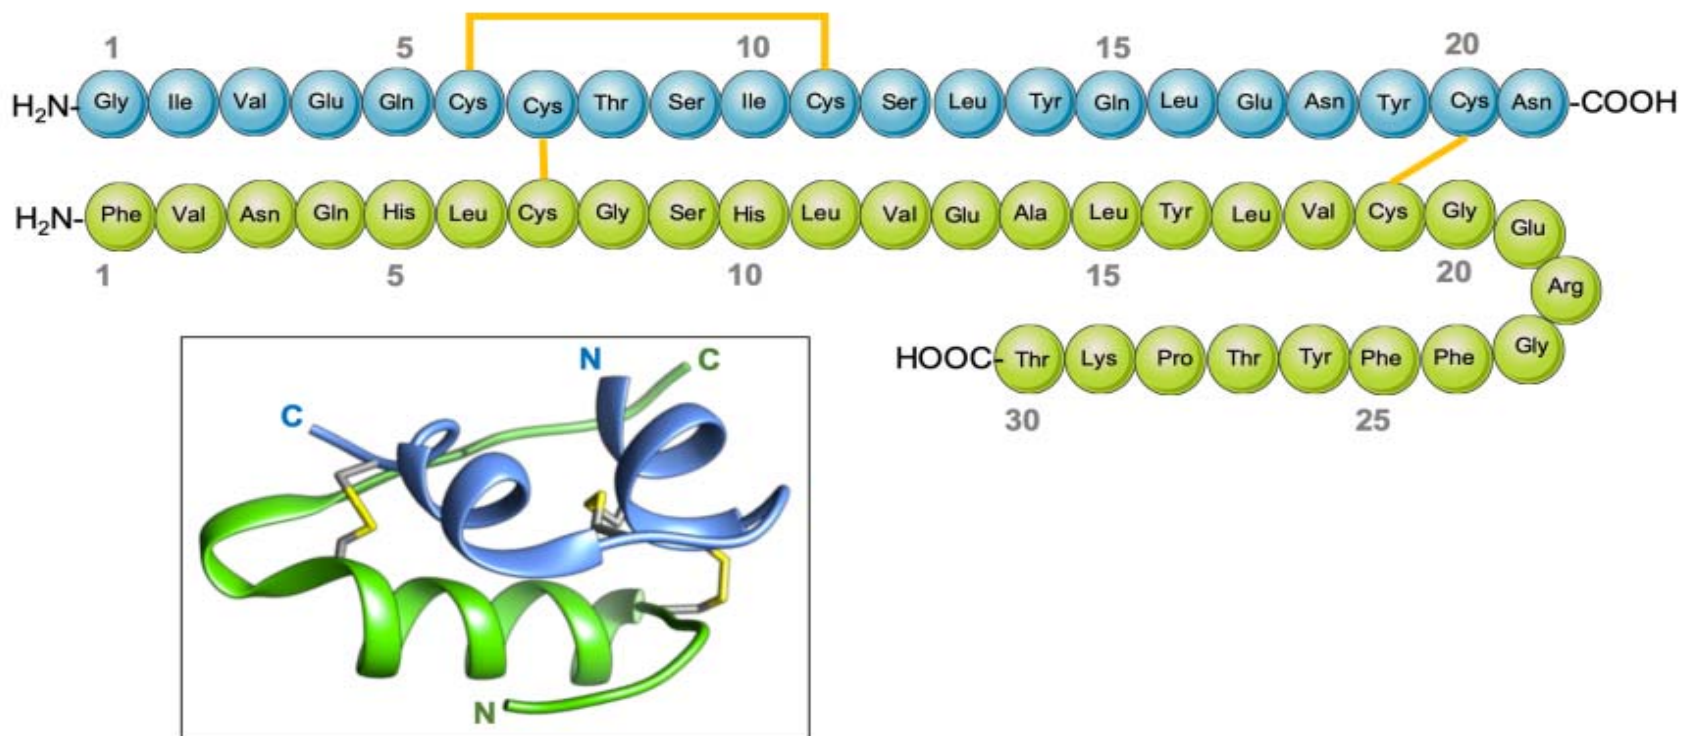 1 5 10 15 20
H₂N- Gly Ile Val Glu Gln Cys Cys Thr Ser Ile Cys Ser Leu Tyr Gln Leu Glu Asn Tyr Cys Asn -COOH
H₂N- Phe Val Asn Gln His Leu Cys Gly Ser His Leu Val Glu Ala Leu Tyr Leu Val Cys Gly Glu
1 5 10 15 20
Arg
HOOC- Thr Lys Pro Thr Tyr Phe Phe Gly
30 25
N C
C
N